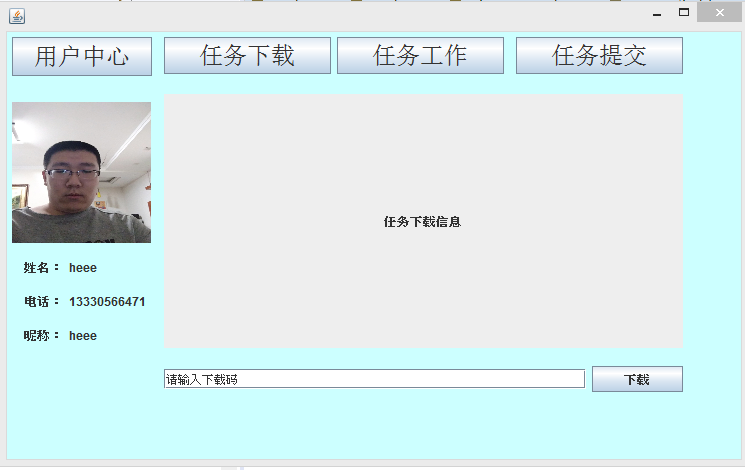 用户中心
任务下载
任务工作
任务提交
任务下载信息
姓名： heee
电话： 13330566471
昵称： heee
请输入下载码
下载